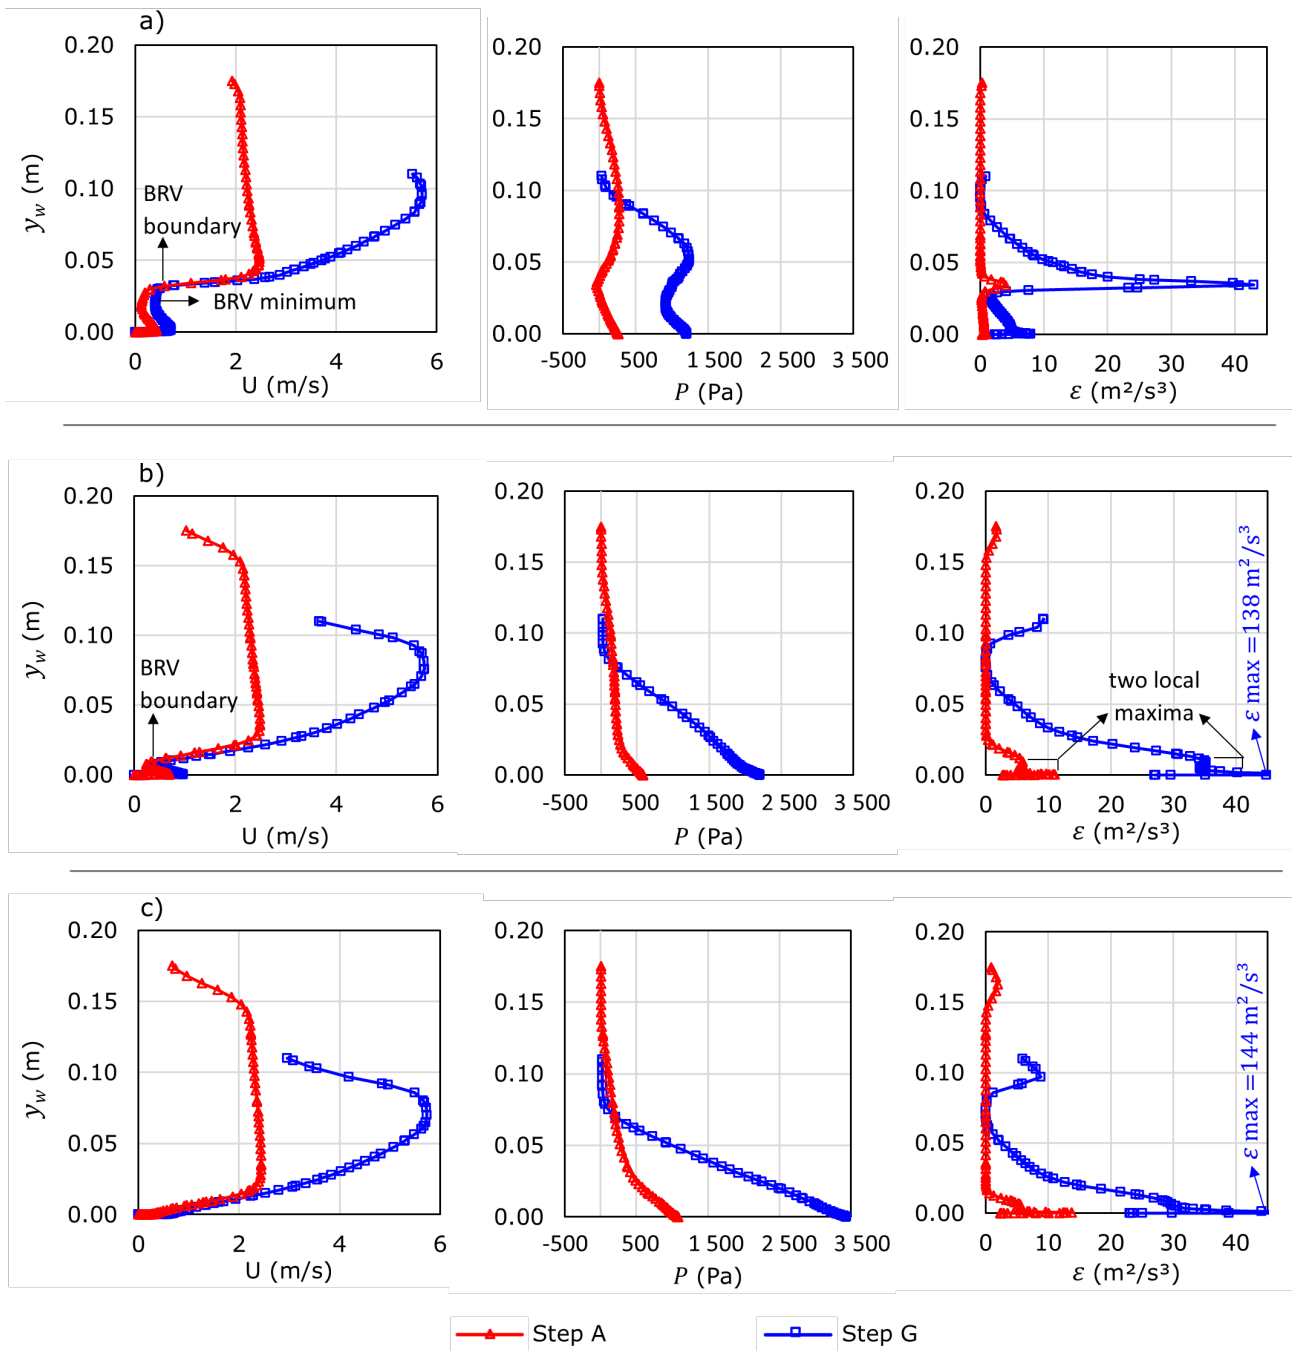 a)
0.20
0.15
0.10
0.05
0.00
y_w (m)
BRV
boundary
BRV minimum
0 2 4 6
U (m/s)
0.20
0.15
0.10
0.05
0.00
-500 500 1 500 2 500 3 500
P (Pa)
0.20
0.15
0.10
0.05
0.00
0 10 20 30 40
ε (m²/s³)
b)
0.20
0.15
0.10
0.05
0.00
y_w (m)
BRV
boundary
0 2 4 6
U (m/s)
0.20
0.15
0.10
0.05
0.00
-500 500 1 500 2 500 3 500
P (Pa)
0.20
0.15
0.10
0.05
0.00
two local
maxima
ε max = 138 m²/s³
0 10 20 30 40
ε (m²/s³)
c)
0.20
0.15
0.10
0.05
0.00
y_w (m)
0 2 4 6
U (m/s)
0.20
0.15
0.10
0.05
0.00
-500 500 1 500 2 500 3 500
P (Pa)
0.20
0.15
0.10
0.05
0.00
ε max = 144 m²/s³
0 10 20 30 40
ε (m²/s³)
Step A Step G